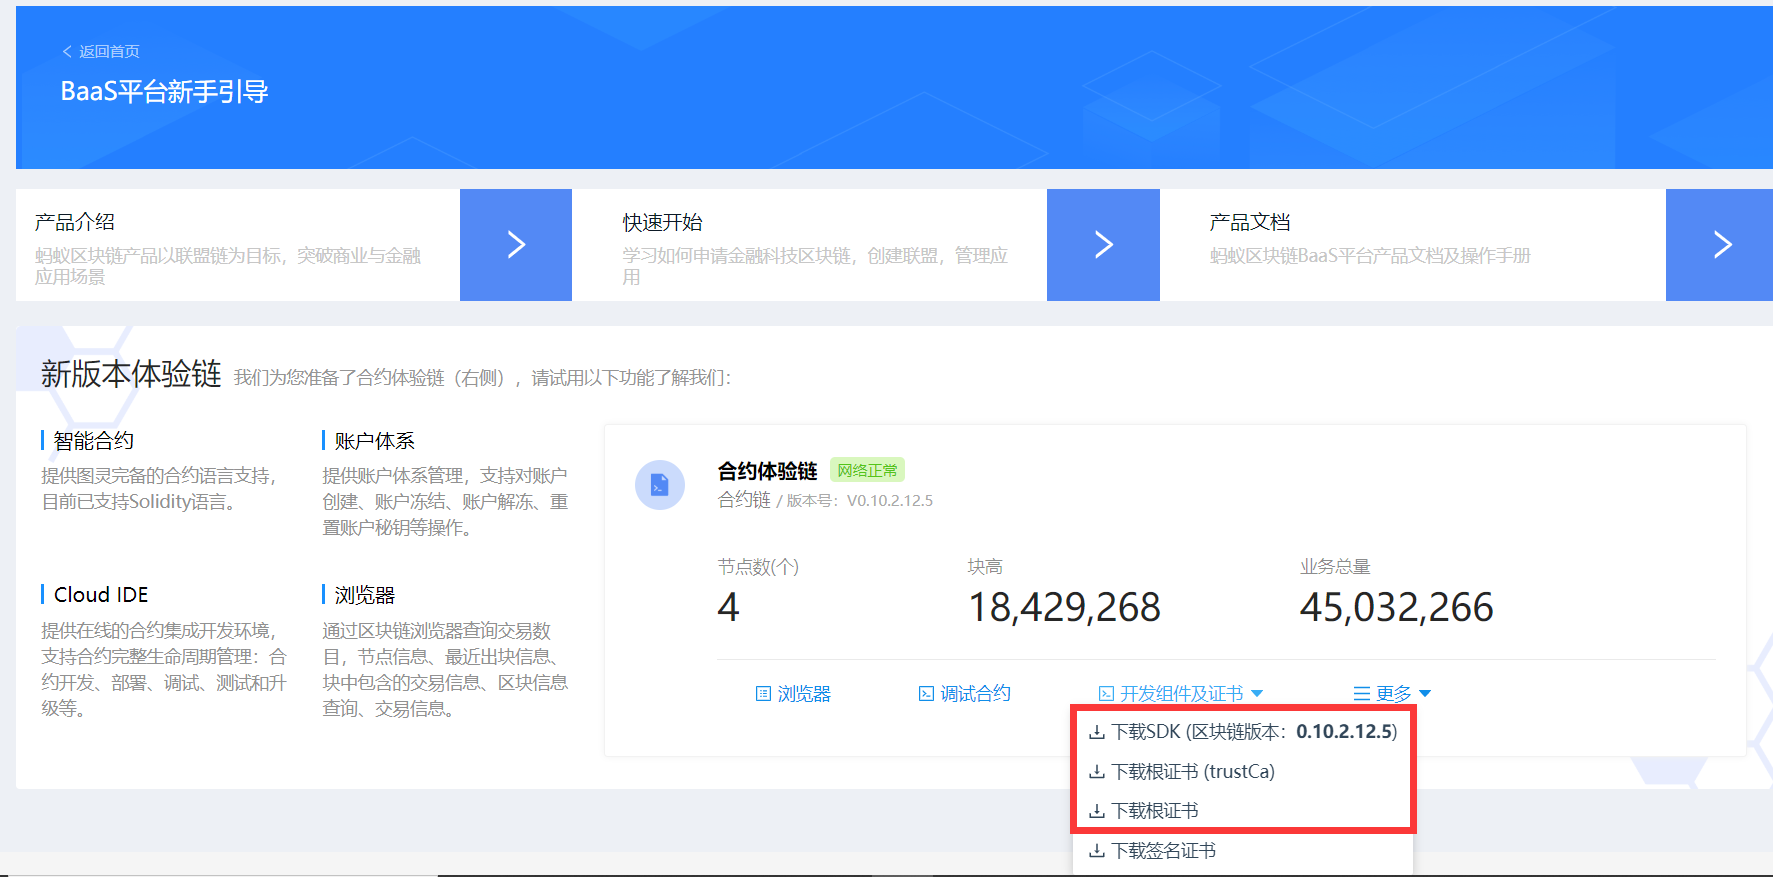 返回首页
BaaS平台新手引导
产品介绍
蚂蚁区块链产品以联盟链为目标，突破商业与金融
应用场景
快速开始
学习如何申请金融科技区块链，创建联盟，管理应
用
产品文档
蚂蚁区块链BaaS平台产品文档及操作手册
新版本体验链 我们为您准备了合约体验链（右侧），请试用以下功能了解我们：
智能合约
提供图灵完备的合约语言支持，
目前已支持Solidity语言。
账户体系
提供账户体系管理，支持对账户
创建、账户冻结、账户解冻、重
置账户秘钥等操作。
Cloud IDE
提供在线的合约集成开发环境，
支持合约完整生命周期管理：合
约开发、部署、调试、测试和升
级等。
浏览器
通过区块链浏览器查询交易数
目，节点信息、最近出块信息、
块中包含的交易信息、区块信息
查询、交易信息。
合约体验链 网络正常
合约链 / 版本号：V0.10.2.12.5
节点数(个)
4
块高
18,429,268
业务总量
45,032,266
浏览器
调试合约
开发组件及证书
更多
下载SDK (区块链版本：0.10.2.12.5)
下载根证书 (trustCa)
下载根证书
下载签名证书